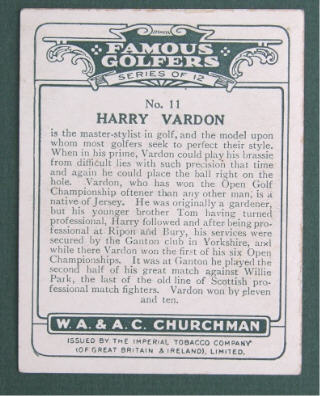 FAMOUS
GOLFERS
SERIES OF 12
No. 11
HARRY VARDON
is the master-stylist in golf, and the model upon
whom most golfers seek to perfect their style.
When in his prime, Vardon could play his brassie
from difficult lies with such precision that time
and again he could place the ball right on the
hole. Vardon, who has won the Open Golf
Championship oftener than any other man, is a
native of Jersey. He was originally a gardener,
but his younger brother Tom having turned
professional, Harry followed and after being pro-
fessional at Ripon and Bury, his services were
secured by the Ganton club in Yorkshire, and
while there Vardon won the first of his six Open
Championships. It was at Ganton he played the
second half of his great match against Willie
Park, the last of the old line of Scottish pro-
fessional match fighters. Vardon won by eleven
and ten.
W. A. & A. C. CHURCHMAN
ISSUED BY THE IMPERIAL TOBACCO COMPANY
(OF GREAT BRITAIN & IRELAND), LIMITED.